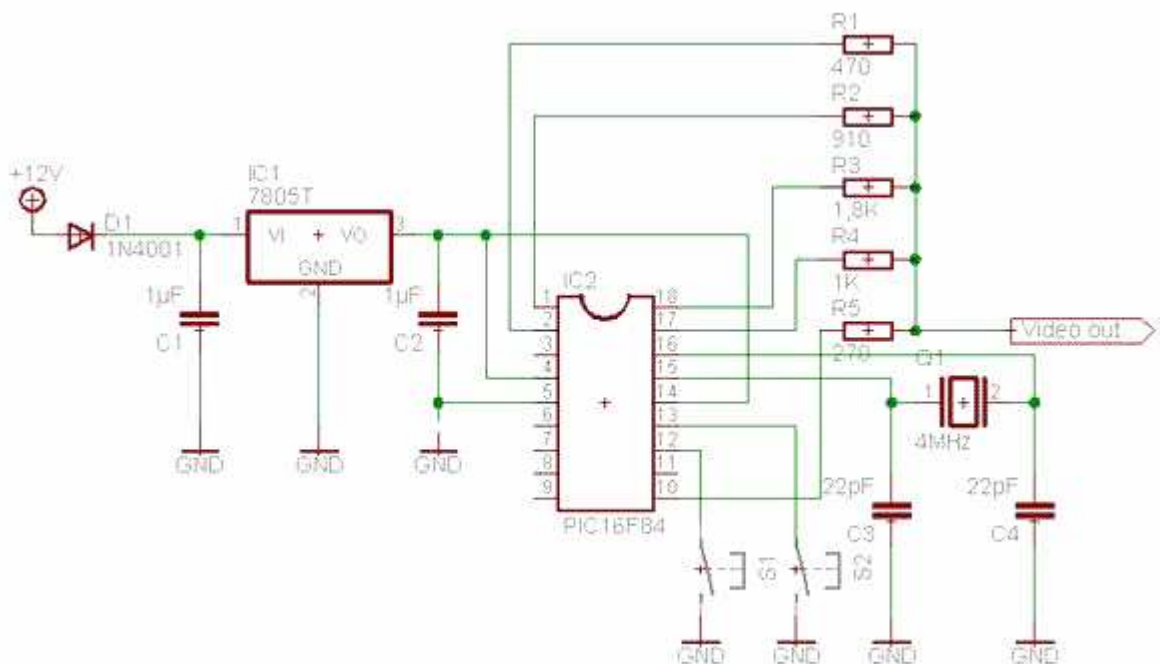 R1
470
R2
910
R3
1,8K
R4
1K
R5
270
Video out
+12V
D1
1N4001
IC1
7805T
1
VI
VO
3
GND
2
1µF
C1
GND
GND
1µF
C2
GND
IC2
1
2
3
4
5
6
7
8
9
18
17
16
15
14
13
12
11
10
PIC16F84
Q1
1
2
4MHz
22pF
C3
22pF
C4
S1
S2
GND
GND
GND
GND